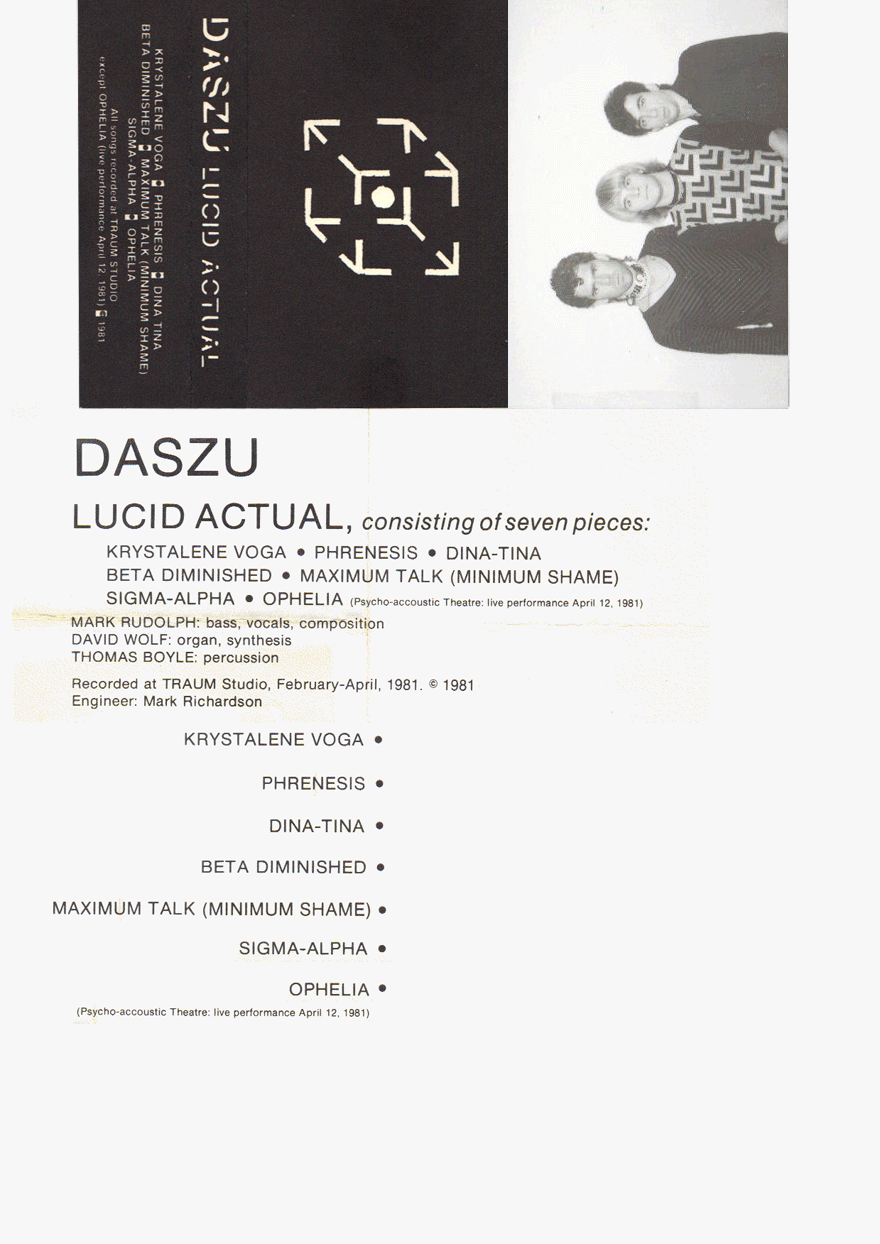 DASZU LUCID ACTUAL
KRYSTALENE VOGA ◘ PHRENESIS ◘ DINA TINA
BETA DIMINISHED ◘ MAXIMUM TALK (MINIMUM SHAME)
SIGMA-ALPHA ◘ OPHELIA
All songs recorded at TRAUM STUDIO
except OPHELIA (live performance April 12, 1981) © 1981
DASZU
LUCID ACTUAL, consisting of seven pieces:
KRYSTALENE VOGA • PHRENESIS • DINA-TINA
BETA DIMINISHED • MAXIMUM TALK (MINIMUM SHAME)
SIGMA-ALPHA • OPHELIA (Psycho-accoustic Theatre: live performance April 12, 1981)
MARK RUDOLPH: bass, vocals, composition
DAVID WOLF: organ, synthesis
THOMAS BOYLE: percussion
Recorded at TRAUM Studio, February-April, 1981. © 1981
Engineer: Mark Richardson
KRYSTALENE VOGA •
PHRENESIS •
DINA-TINA •
BETA DIMINISHED •
MAXIMUM TALK (MINIMUM SHAME) •
SIGMA-ALPHA •
OPHELIA •
(Psycho-accoustic Theatre: live performance April 12, 1981)